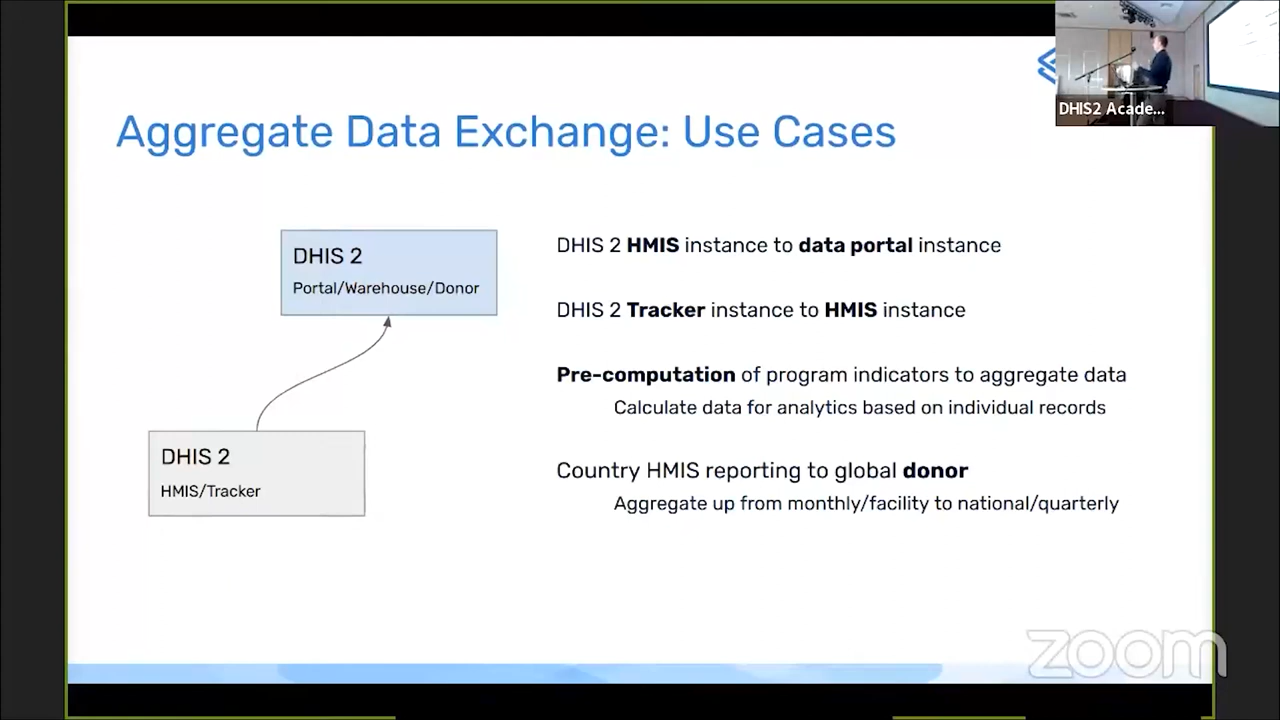 DHIS2 Acade...
Aggregate Data Exchange: Use Cases
DHIS 2
Portal/Warehouse/Donor
DHIS 2
HMIS/Tracker
DHIS 2 HMIS instance to data portal instance
DHIS 2 Tracker instance to HMIS instance
Pre-computation of program indicators to aggregate data
Calculate data for analytics based on individual records
Country HMIS reporting to global donor
Aggregate up from monthly/facility to national/quarterly
zoom